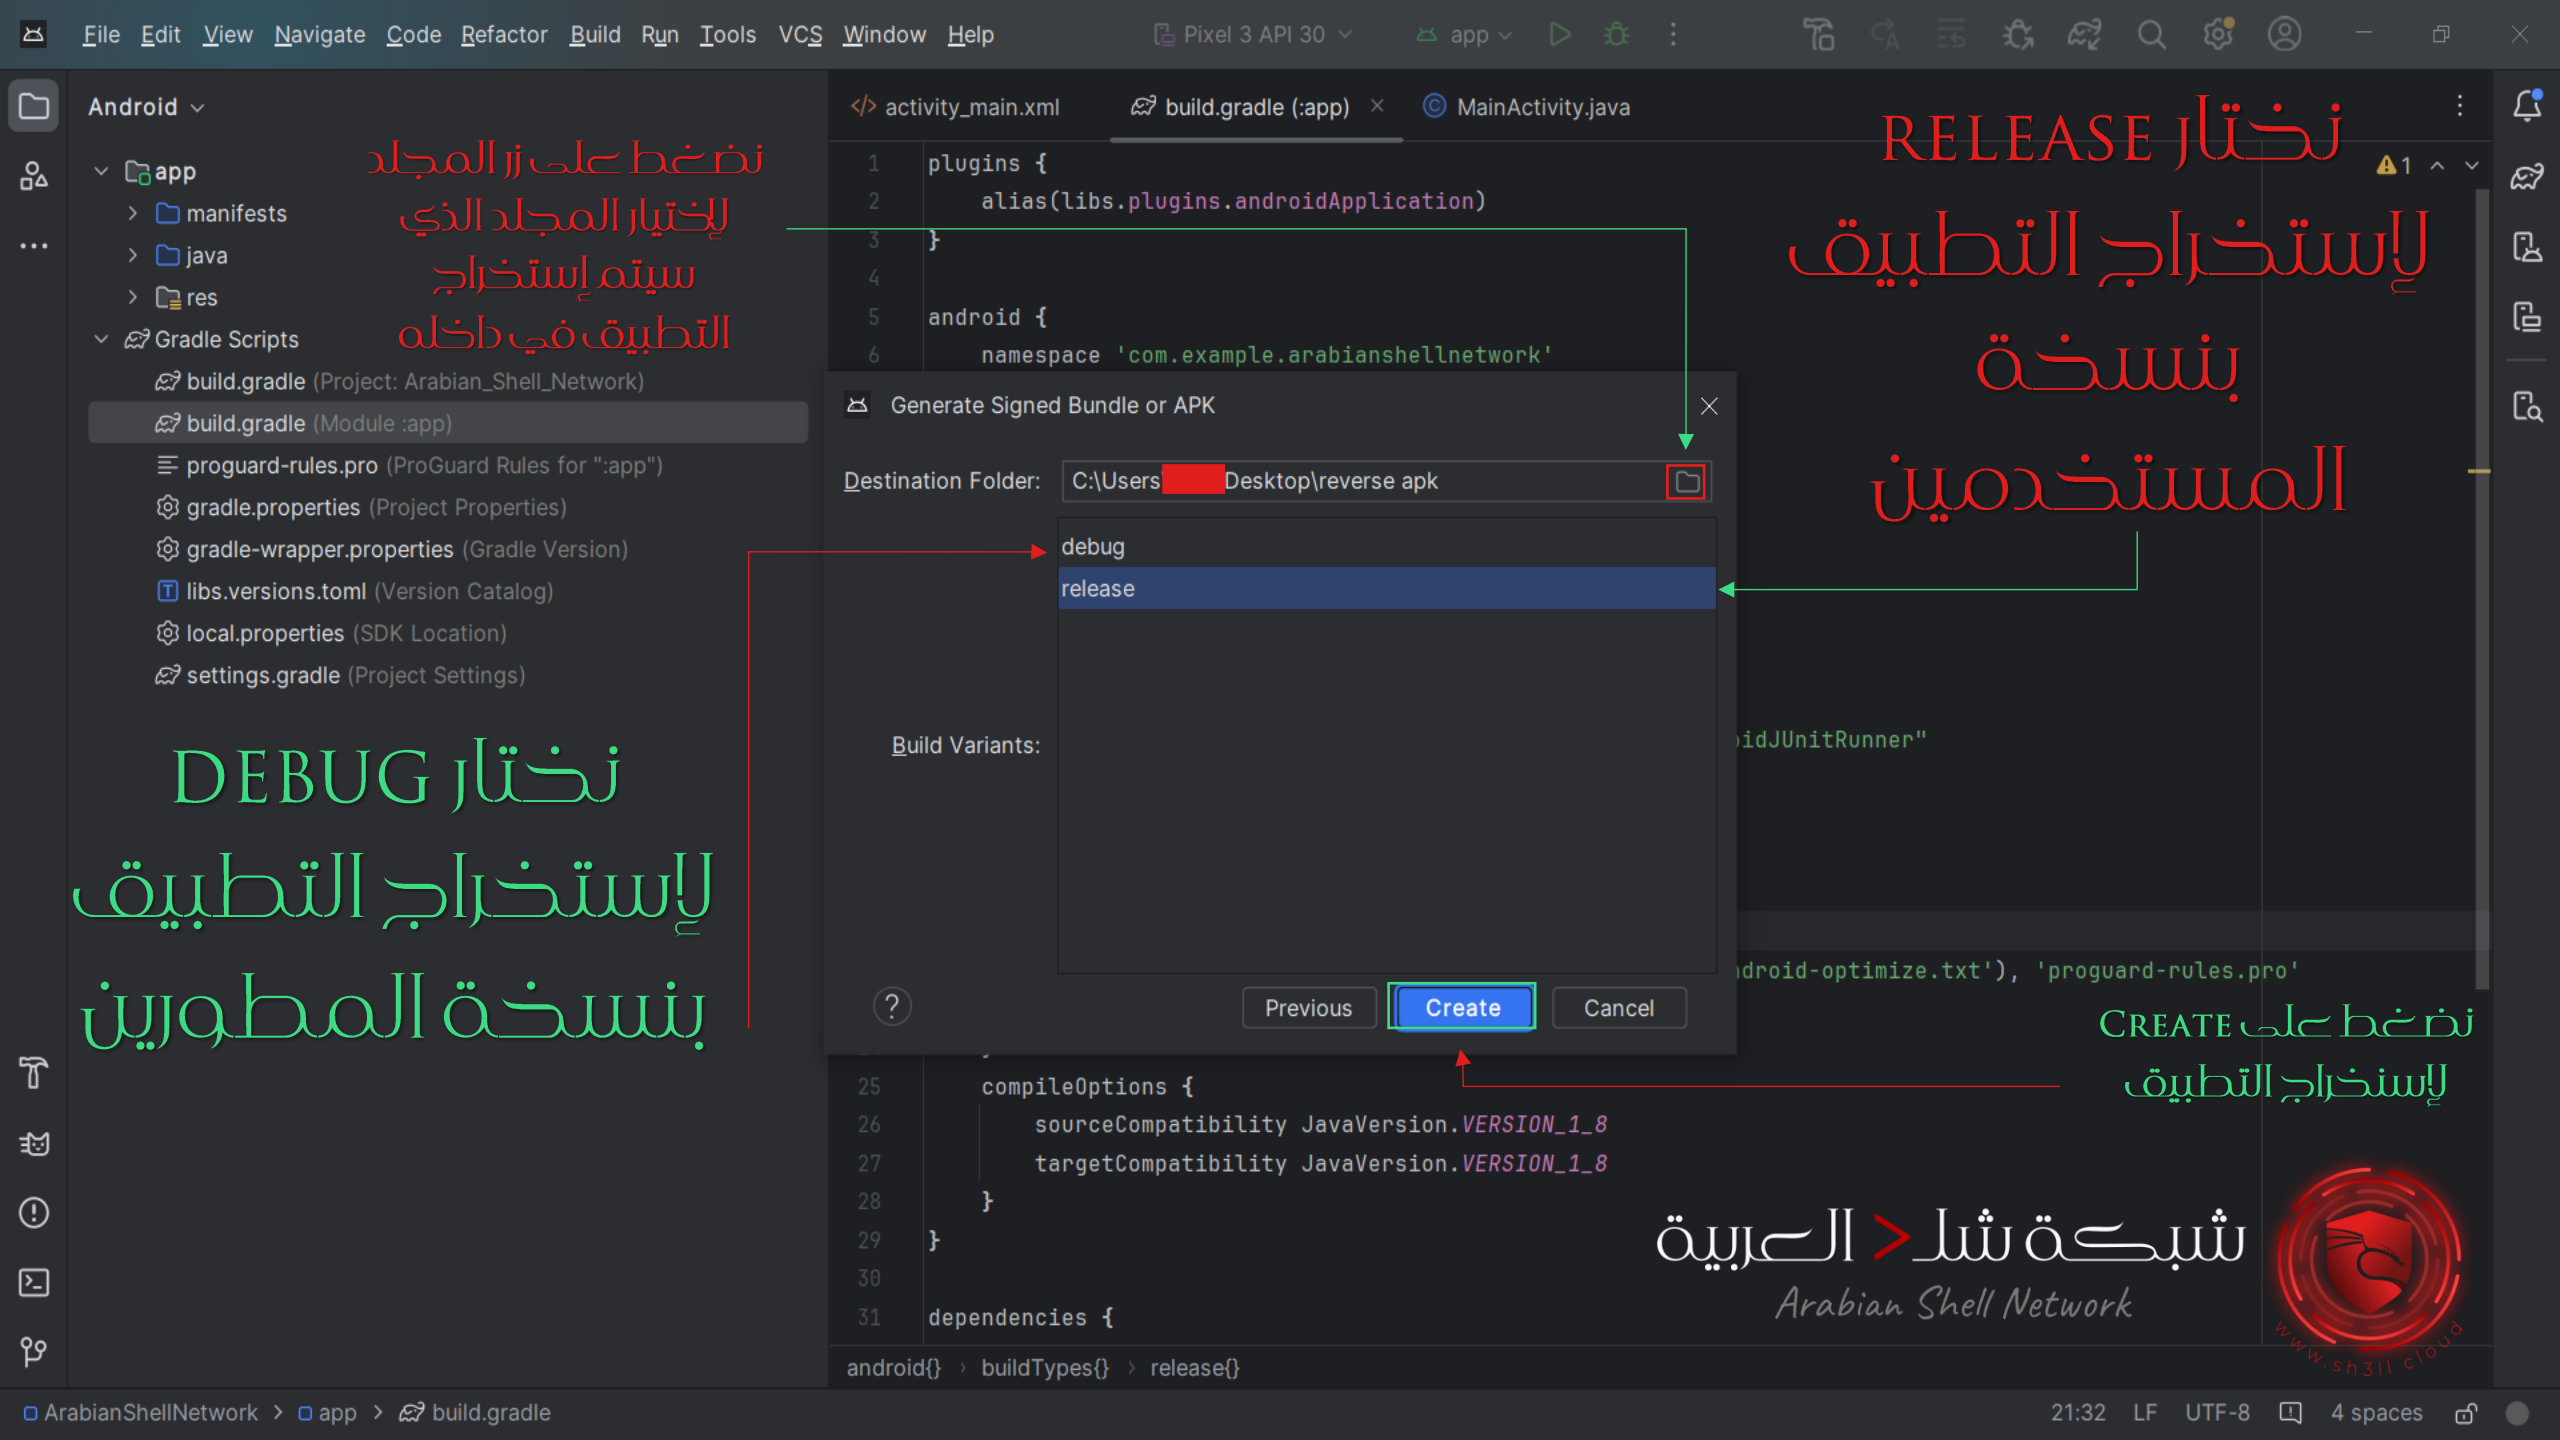 File Edit View Navigate Code Refactor Build Run Tools VCS Window Help
Pixel 3 API 30
app
Android
app
manifests
java
res
Gradle Scripts
build.gradle (Project: Arabian_Shell_Network)
build.gradle (Module :app)
proguard-rules.pro (ProGuard Rules for ":app")
gradle.properties (Project Properties)
gradle-wrapper.properties (Gradle Version)
libs.versions.toml (Version Catalog)
local.properties (SDK Location)
settings.gradle (Project Settings)
نضغط على زر المجلد
لإختيار المجلد الذي
سيتم إستخراج
التطبيق في داخله
نختار DEBUG
لإستخراج التطبيق
بنسخة المطورين
activity_main.xml
build.gradle (:app)
MainActivity.java
1 plugins {
2 alias(libs.plugins.androidApplication)
3 }
4
5 android {
6 namespace 'com.example.arabianshellnetwork'
1
نختار RELEASE
لإستخراج التطبيق
بنسخة
المستخدمين
Generate Signed Bundle or APK
Destination Folder: C:\Users\ Desktop\reverse apk
debug
release
Build Variants:
?
Previous Create Cancel
oidJUnitRunner"
droid-optimize.txt'), 'proguard-rules.pro'
نضغط على CREATE
لإستخراج التطبيق
25 compileOptions {
26 sourceCompatibility JavaVersion.VERSION_1_8
27 targetCompatibility JavaVersion.VERSION_1_8
28 }
29 }
30
31 dependencies {
شبكة شل> العربية
Arabian Shell Network
www.sh3ll.cloud
android{} › buildTypes{} › release{}
ArabianShellNetwork > app > build.gradle
21:32 LF UTF-8 4 spaces